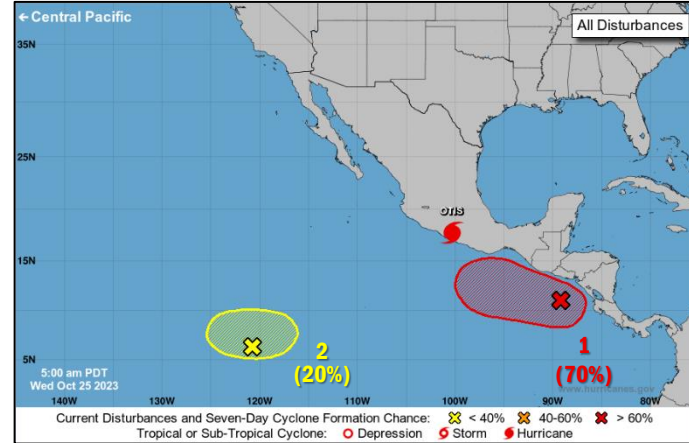 ←Central Pacific
All Disturbances
35N
25N
OTIS
15N
5N
2
(20%)
1
(70%)
5:00 am PDT
Wed Oct 25 2023
www.hurricanes.gov
140W 130W 120W 110W 100W 90W 80W
Current Disturbances and Seven-Day Cyclone Formation Chance: < 40% 40-60% > 60%
Tropical or Sub-Tropical Cyclone: Depression Storm Hurricane